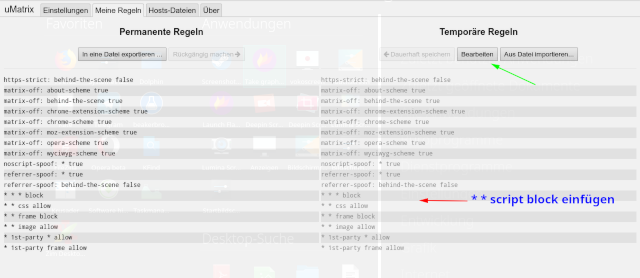 uMatrix Einstellungen Meine Regeln Hosts-Dateien Über
Favoriten Anwendungen
Permanente Regeln Temporäre Regeln
In eine Datei exportieren ... Rückgängig machen
Dauerhaft speichern Bearbeiten Aus Datei importieren...
https-strict: behind-the-scene false
matrix-off: about-scheme true
matrix-off: behind-the-scene true
matrix-off: chrome-extension-scheme true
matrix-off: chrome-scheme true
matrix-off: moz-extension-scheme true
matrix-off: opera-scheme true
matrix-off: wyciwyg-scheme true
noscript-spoof: * true
referrer-spoof: * true
referrer-spoof: behind-the-scene false
* * * block
* * css allow
* * frame block
* * image allow
* 1st-party * allow
* 1st-party frame allow
https-strict: behind-the-scene false
matrix-off: about-scheme true
matrix-off: behind-the-scene true
matrix-off: chrome-extension-scheme true
matrix-off: chrome-scheme true
matrix-off: moz-extension-scheme true
matrix-off: opera-scheme true
matrix-off: wyciwyg-scheme true
noscript-spoof: * true
referrer-spoof: * true
referrer-spoof: behind-the-scene false
* * * block
* * css allow
* * frame block
* * image allow
* 1st-party * allow
* 1st-party frame allow
* * script block einfügen
Desktop-Suche